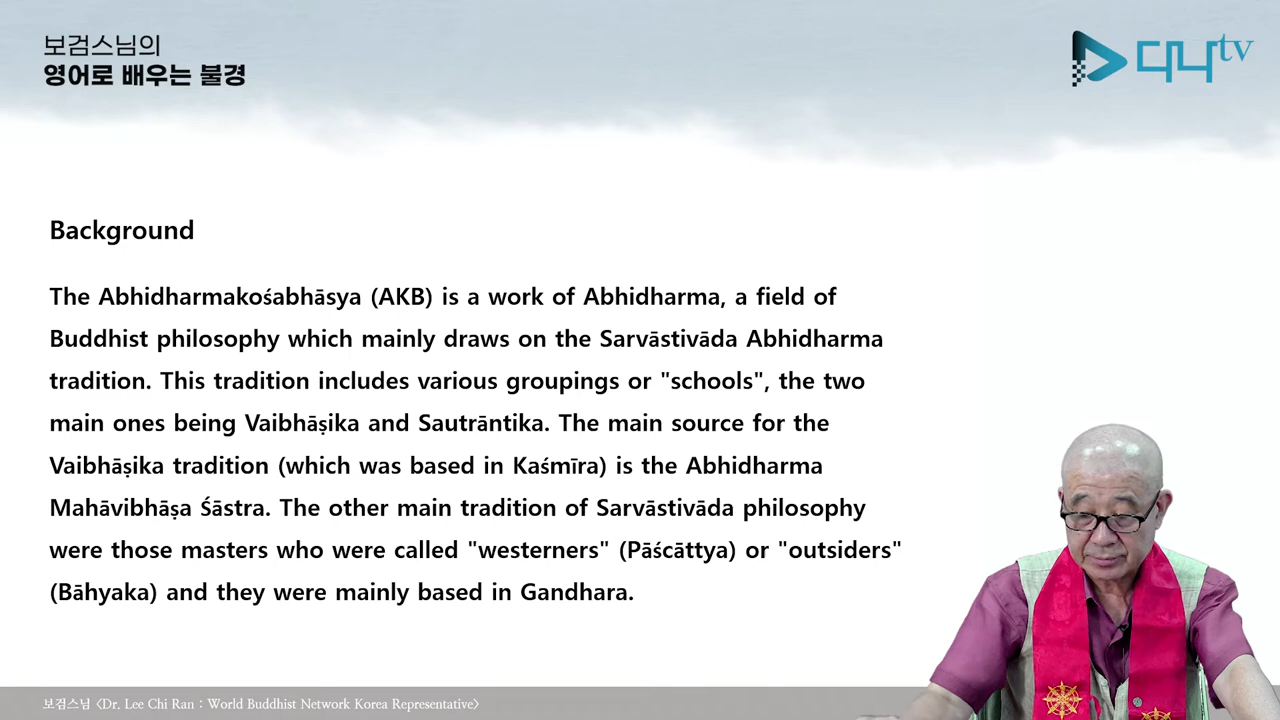 보검스님의
영어로 배우는 불경
다나tv
Background
The Abhidharmakośabhāsya (AKB) is a work of Abhidharma, a field of
Buddhist philosophy which mainly draws on the Sarvāstivāda Abhidharma
tradition. This tradition includes various groupings or "schools", the two
main ones being Vaibhāṣika and Sautrāntika. The main source for the
Vaibhāṣika tradition (which was based in Kaśmīra) is the Abhidharma
Mahāvibhāṣa Śāstra. The other main tradition of Sarvāstivāda philosophy
were those masters who were called "westerners" (Pāścāttya) or "outsiders"
(Bāhyaka) and they were mainly based in Gandhara.
보검스님 <Dr. Lee Chi Ran : World Buddhist Network Korea Representative>